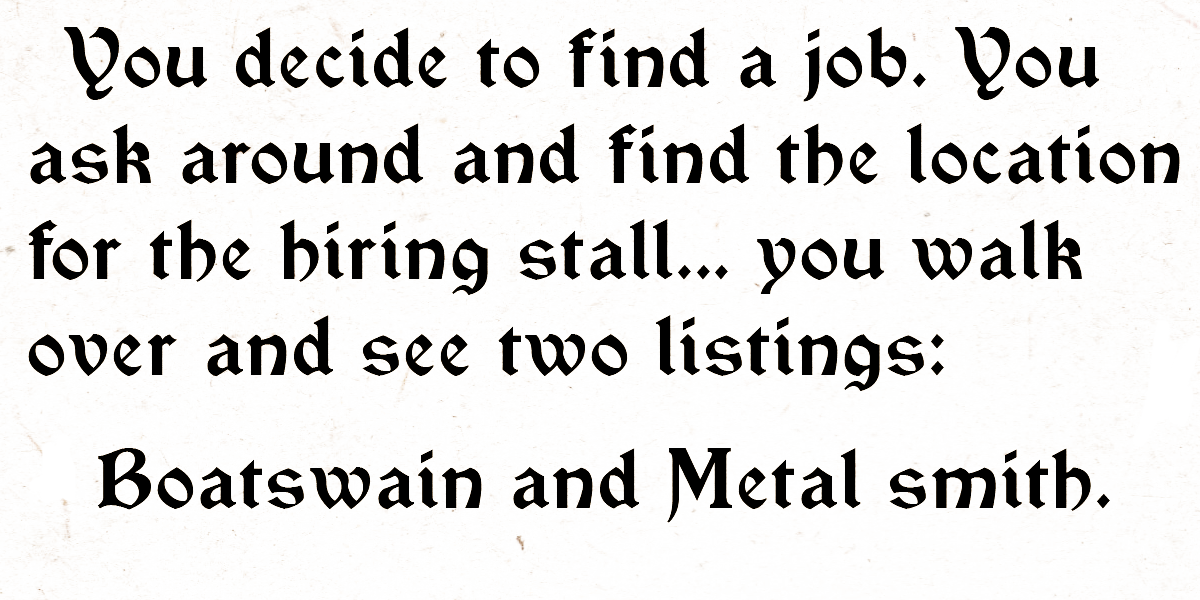 You decide to find a job. You
ask around and find the location
for the hiring stall... you walk
over and see two listings:
Boatswain and Metal smith.